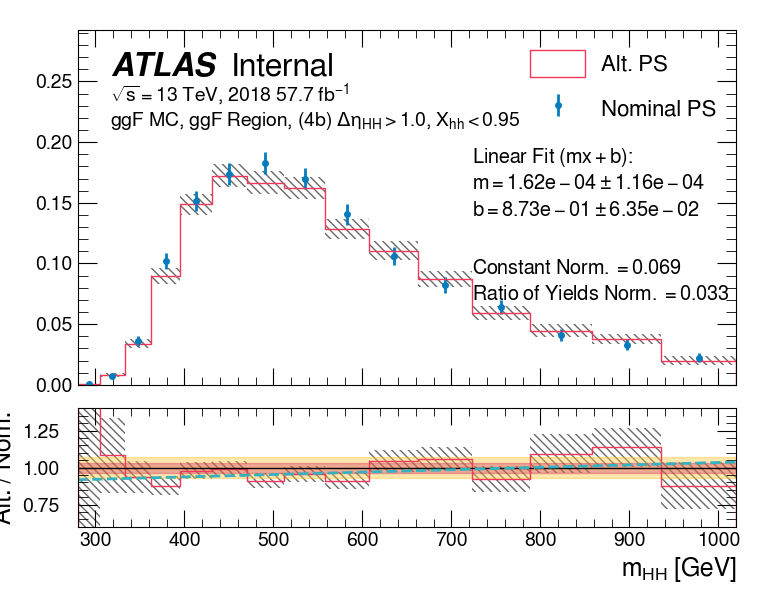 ATLAS Internal
√s = 13 TeV, 2018 57.7 fb⁻¹
ggF MC, ggF Region, (4b) Δη_HH > 1.0, X_hh < 0.95
Alt. PS
Nominal PS
Linear Fit (mx + b):
m = 1.62e − 04 ± 1.16e − 04
b = 8.73e − 01 ± 6.35e − 02
Constant Norm. = 0.069
Ratio of Yields Norm. = 0.033
0.25
0.20
0.15
0.10
0.05
0.00
Alt. / Nom.
1.25
1.00
0.75
300 400 500 600 700 800 900 1000
m_HH [GeV]